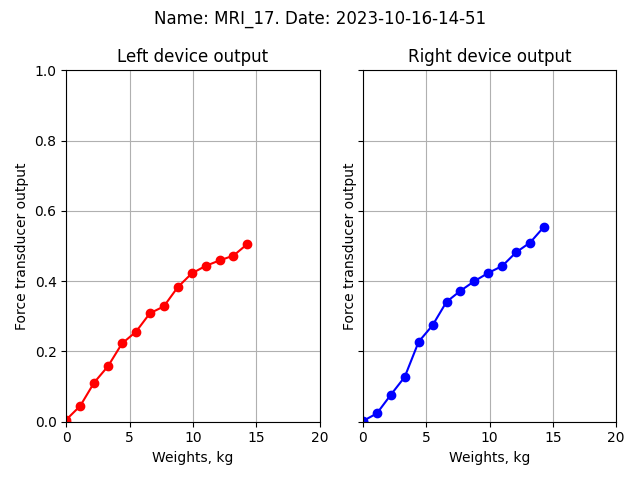 Name: MRI_17. Date: 2023-10-16-14-51
Left device output
Right device output
1.0
0.8
0.6
0.4
0.2
0.0
Force transducer output
Force transducer output
0 5 10 15 20
0 5 10 15 20
Weights, kg
Weights, kg